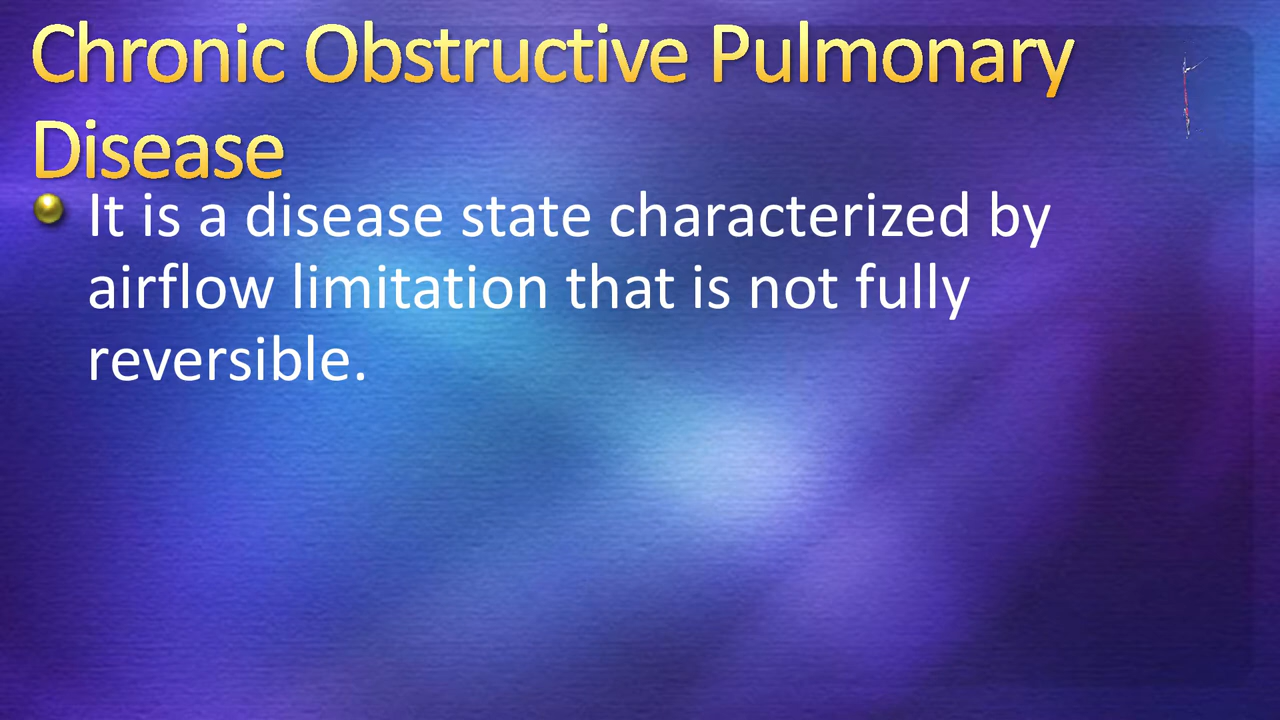 Chronic Obstructive Pulmonary
Disease
It is a disease state characterized by
airflow limitation that is not fully
reversible.